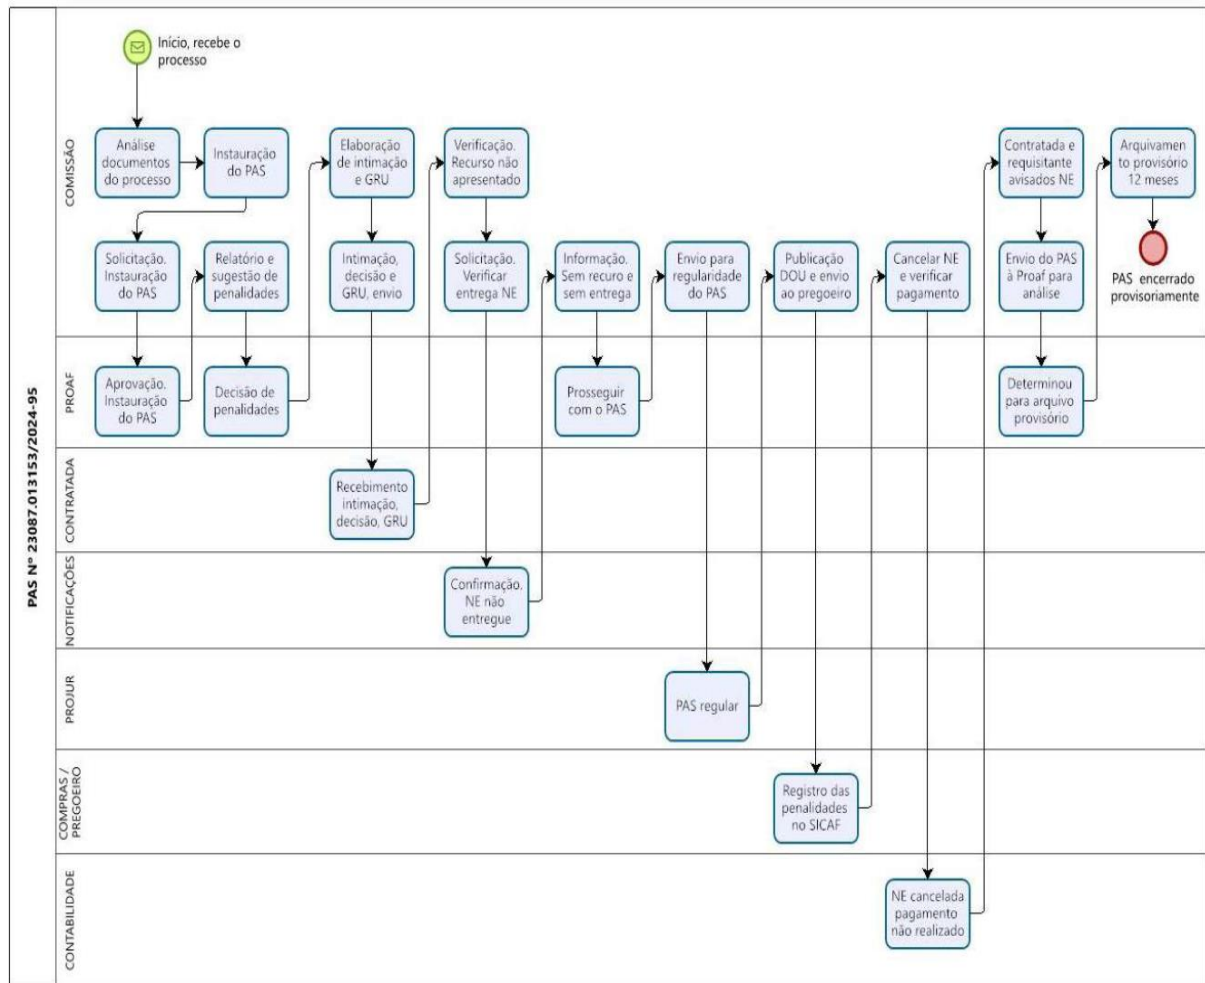 PAS Nº 23087.013153/2024-95
COMISSÃO
Início, recebe o
processo
Análise
documentos
do processo
Instauração
do PAS
Elaboração
de intimação
e GRU
Verificação.
Recurso não
apresentado
Contratada e
requisitante
avisados NE
Arquivamen
to provisório
12 meses
Solicitação.
Instauração
do PAS
Relatório e
sugestão de
penalidades
Intimação,
decisão e
GRU, envio
Solicitação.
Verificar
entrega NE
Informação.
Sem recuro e
sem entrega
Envio para
regularidade
do PAS
Publicação
DOU e envio
ao pregoeiro
Cancelar NE
e verificar
pagamento
Envio do PAS
à Proaf para
análise
PAS encerrado
provisoriamente
PROAF
Aprovação.
Instauração
do PAS
Decisão de
penalidades
Prosseguir
com o PAS
Determinou
para arquivo
provisório
CONTRATADA
Recebimento
intimação,
decisão, GRU
NOTIFICAÇÕES
Confirmação.
NE não
entregue
PROJUR
PAS regular
COMPRAS /
PREGOEIRO
Registro das
penalidades
no SICAF
CONTABILIDADE
NE cancelada
pagamento
não realizado